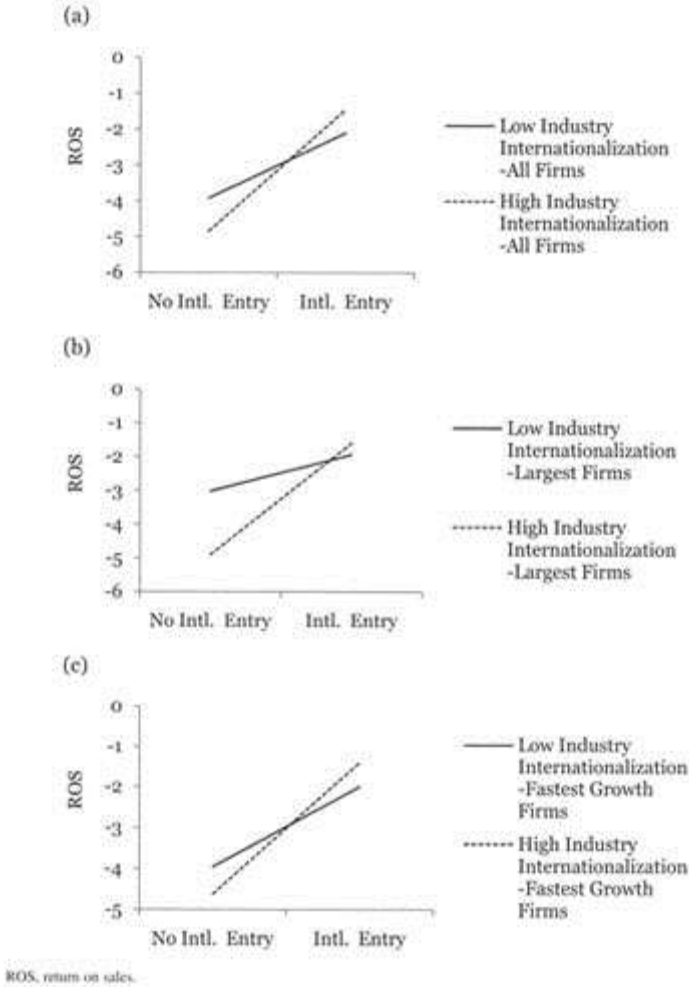 (a)
0
-1
-2
-3
-4
-5
-6
ROS
No Intl. Entry Intl. Entry
Low Industry
Internationalization
-All Firms
High Industry
Internationalization
-All Firms
(b)
0
-1
-2
-3
-4
-5
-6
ROS
No Intl. Entry Intl. Entry
Low Industry
Internationalization
-Largest Firms
High Industry
Internationalization
-Largest Firms
(c)
0
-1
-2
-3
-4
-5
ROS
No Intl. Entry Intl. Entry
Low Industry
Internationalization
-Fastest Growth
Firms
High Industry
Internationalization
-Fastest Growth
Firms
ROS, return on sales.